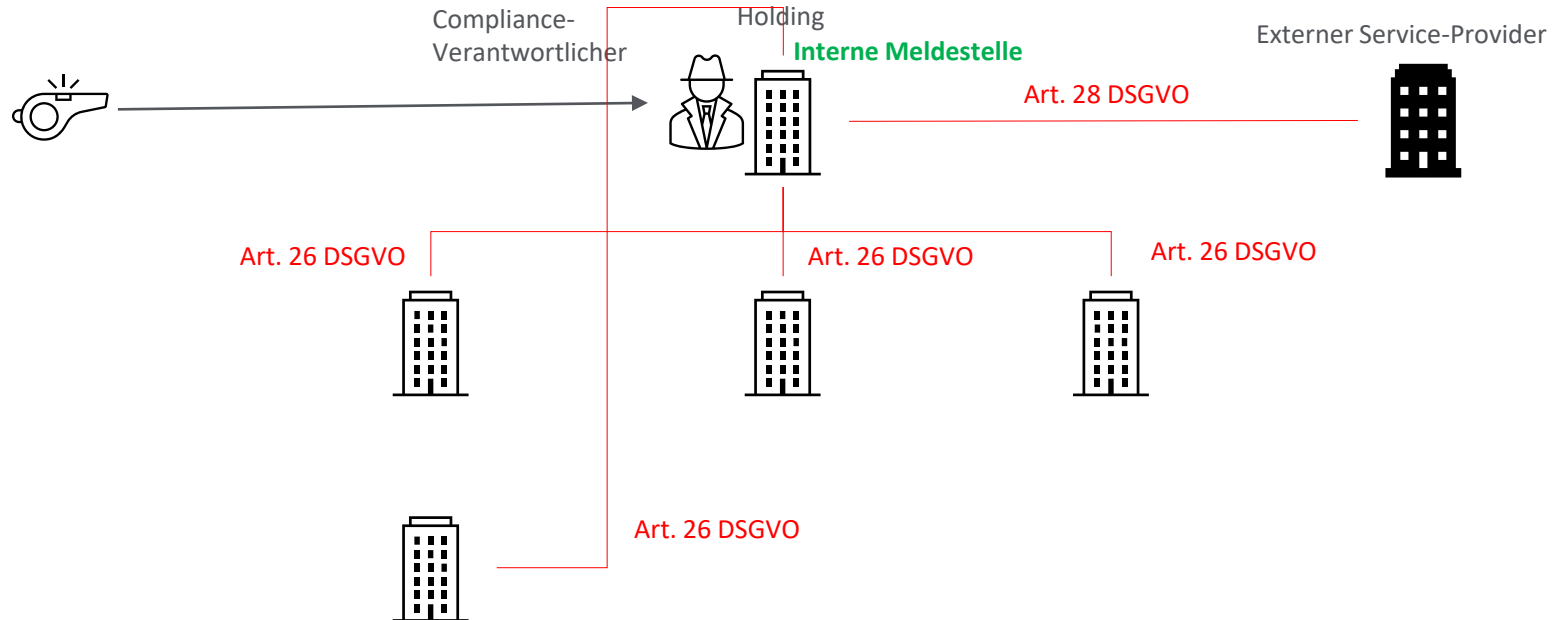 Compliance-
Verantwortlicher
Holding
Interne Meldestelle
Externer Service-Provider
Art. 28 DSGVO
Art. 26 DSGVO
Art. 26 DSGVO
Art. 26 DSGVO
Art. 26 DSGVO